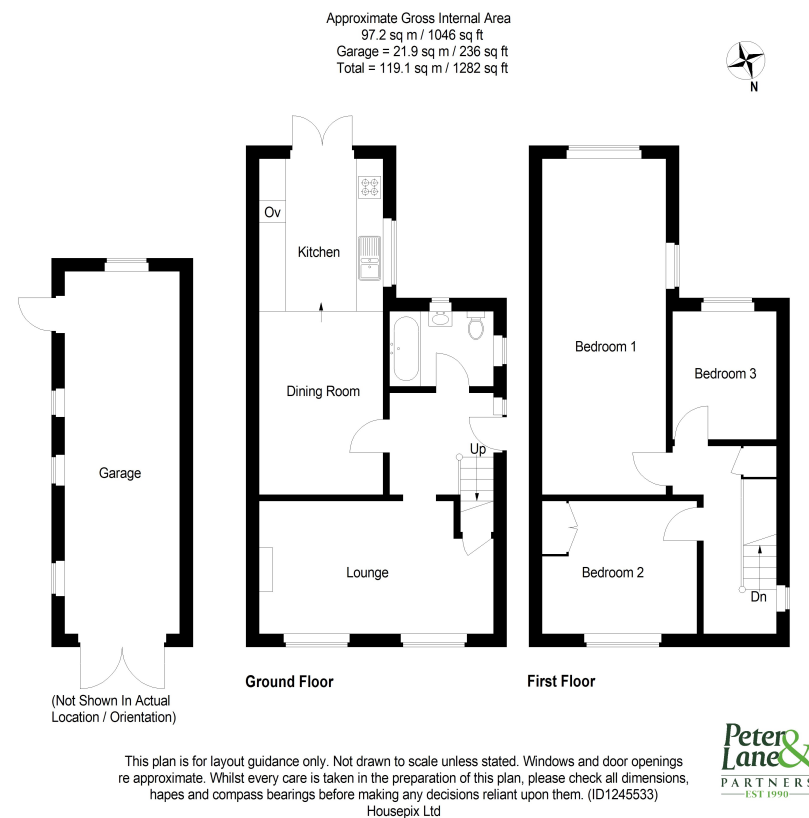 Approximate Gross Internal Area
97.2 sq m / 1046 sq ft
Garage = 21.9 sq m / 236 sq ft
Total = 119.1 sq m / 1282 sq ft
N
Ov
Kitchen
Dining Room
Up
Lounge
Bedroom 1
Bedroom 3
Bedroom 2
Dn
Garage
Ground Floor
First Floor
(Not Shown In Actual
Location / Orientation)
Peter &
Lane
PARTNERS
EST 1990
This plan is for layout guidance only. Not drawn to scale unless stated. Windows and door openings
re approximate. Whilst every care is taken in the preparation of this plan, please check all dimensions,
hapes and compass bearings before making any decisions reliant upon them. (ID1245533)
Housepix Ltd